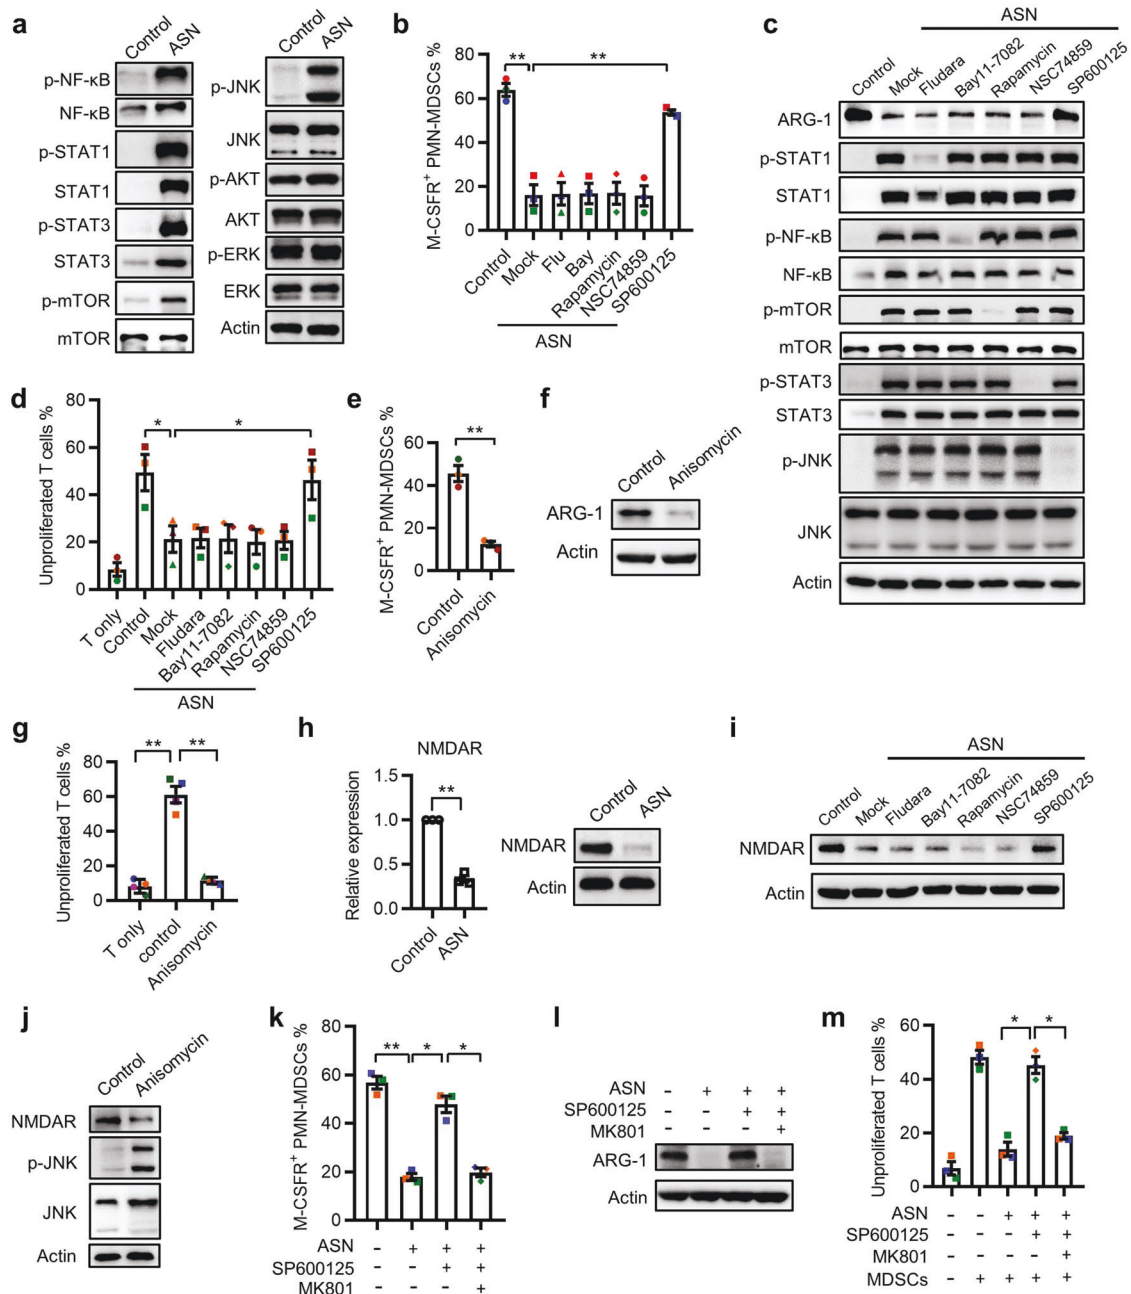 a
Control
ASN
p-NF-κB
NF-κB
p-STAT1
STAT1
p-STAT3
STAT3
p-mTOR
mTOR
Control
ASN
p-JNK
JNK
p-AKT
AKT
p-ERK
ERK
Actin
b
M-CSFR⁺ PMN-MDSCs %
80
60
40
20
0
**
**
Control
Mock
Flu
Bay
Rapamycin
NSC74859
SP600125
ASN
c
ASN
Control
Mock
Fludara
Bay11-7082
Rapamycin
NSC74859
SP600125
ARG-1
p-STAT1
STAT1
p-NF-κB
NF-κB
p-mTOR
mTOR
p-STAT3
STAT3
p-JNK
JNK
Actin
d
Unproliferated T cells %
80
60
40
20
0
*
*
T only
Control
Mock
Fludara
Bay11-7082
Rapamycin
NSC74859
SP600125
ASN
e
M-CSFR⁺ PMN-MDSCs %
60
40
20
0
**
Control
Anisomycin
f
Control
Anisomycin
ARG-1
Actin
g
Unproliferated T cells %
80
60
40
20
0
**
**
T only
control
Anisomycin
h
NMDAR
Relative expression
1.5
1.0
0.5
0.0
**
Control
ASN
Control
ASN
NMDAR
Actin
i
ASN
Control
Mock
Fludara
Bay11-7082
Rapamycin
NSC74859
SP600125
NMDAR
Actin
j
Control
Anisomycin
NMDAR
p-JNK
JNK
Actin
k
M-CSFR⁺ PMN-MDSCs %
80
60
40
20
0
** * *
ASN - + + +
SP600125 - - + +
MK801 - - - +
l
ASN - + + +
SP600125 - - + +
MK801 - - - +
ARG-1
Actin
m
Unproliferated T cells %
60
40
20
0
* *
ASN - - + + +
SP600125 - - - + +
MK801 - - - - +
MDSCs - + + + +